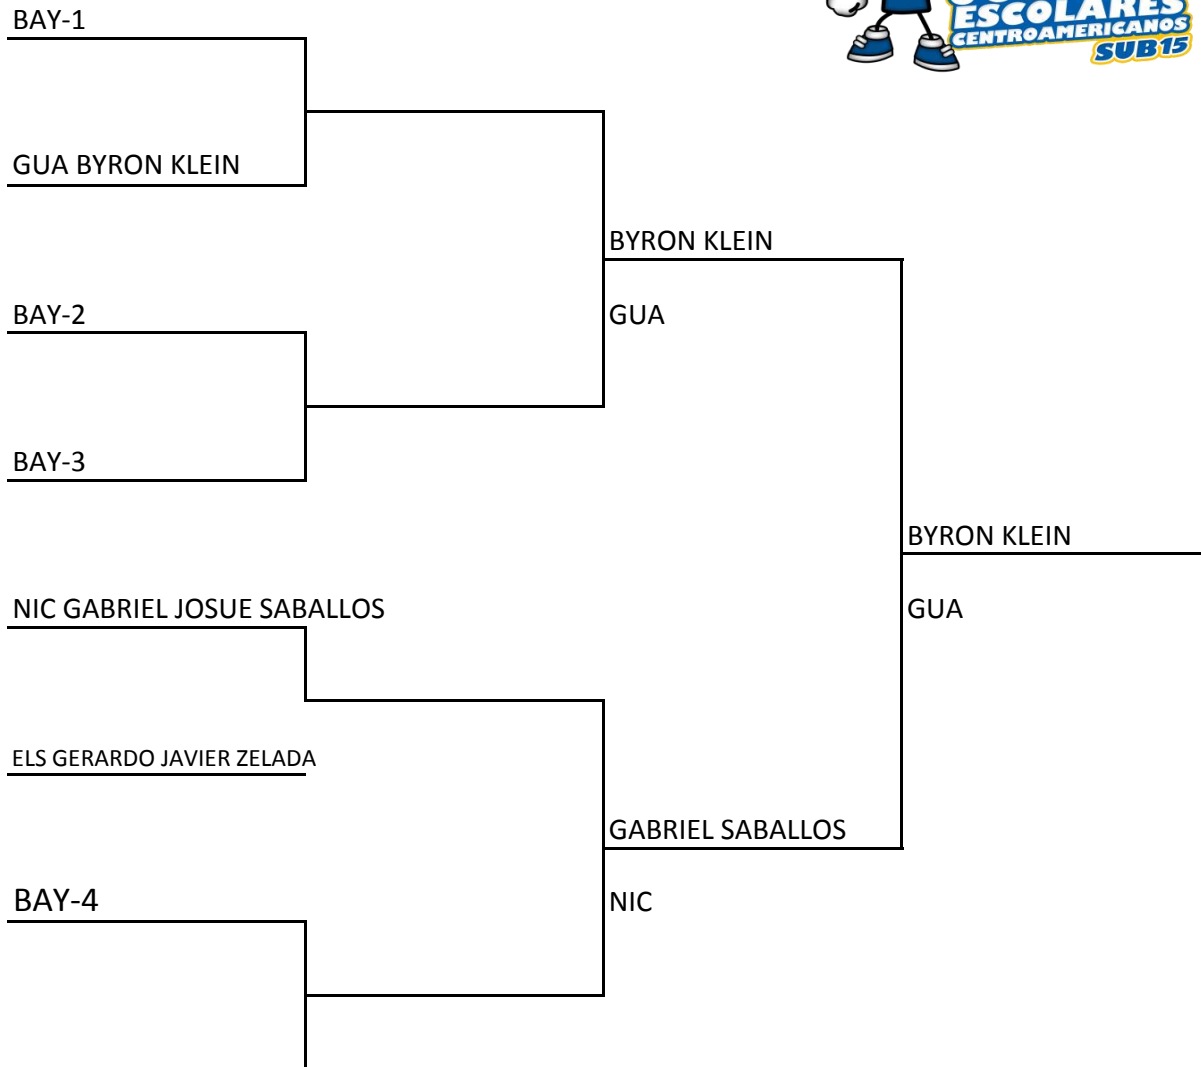 ESCOLARES
CENTROAMERICANOS
SUB15
BAY-1
GUA BYRON KLEIN
BYRON KLEIN
BAY-2
GUA
BAY-3
BYRON KLEIN
NIC GABRIEL JOSUE SABALLOS
GUA
ELS GERARDO JAVIER ZELADA
GABRIEL SABALLOS
BAY-4
NIC